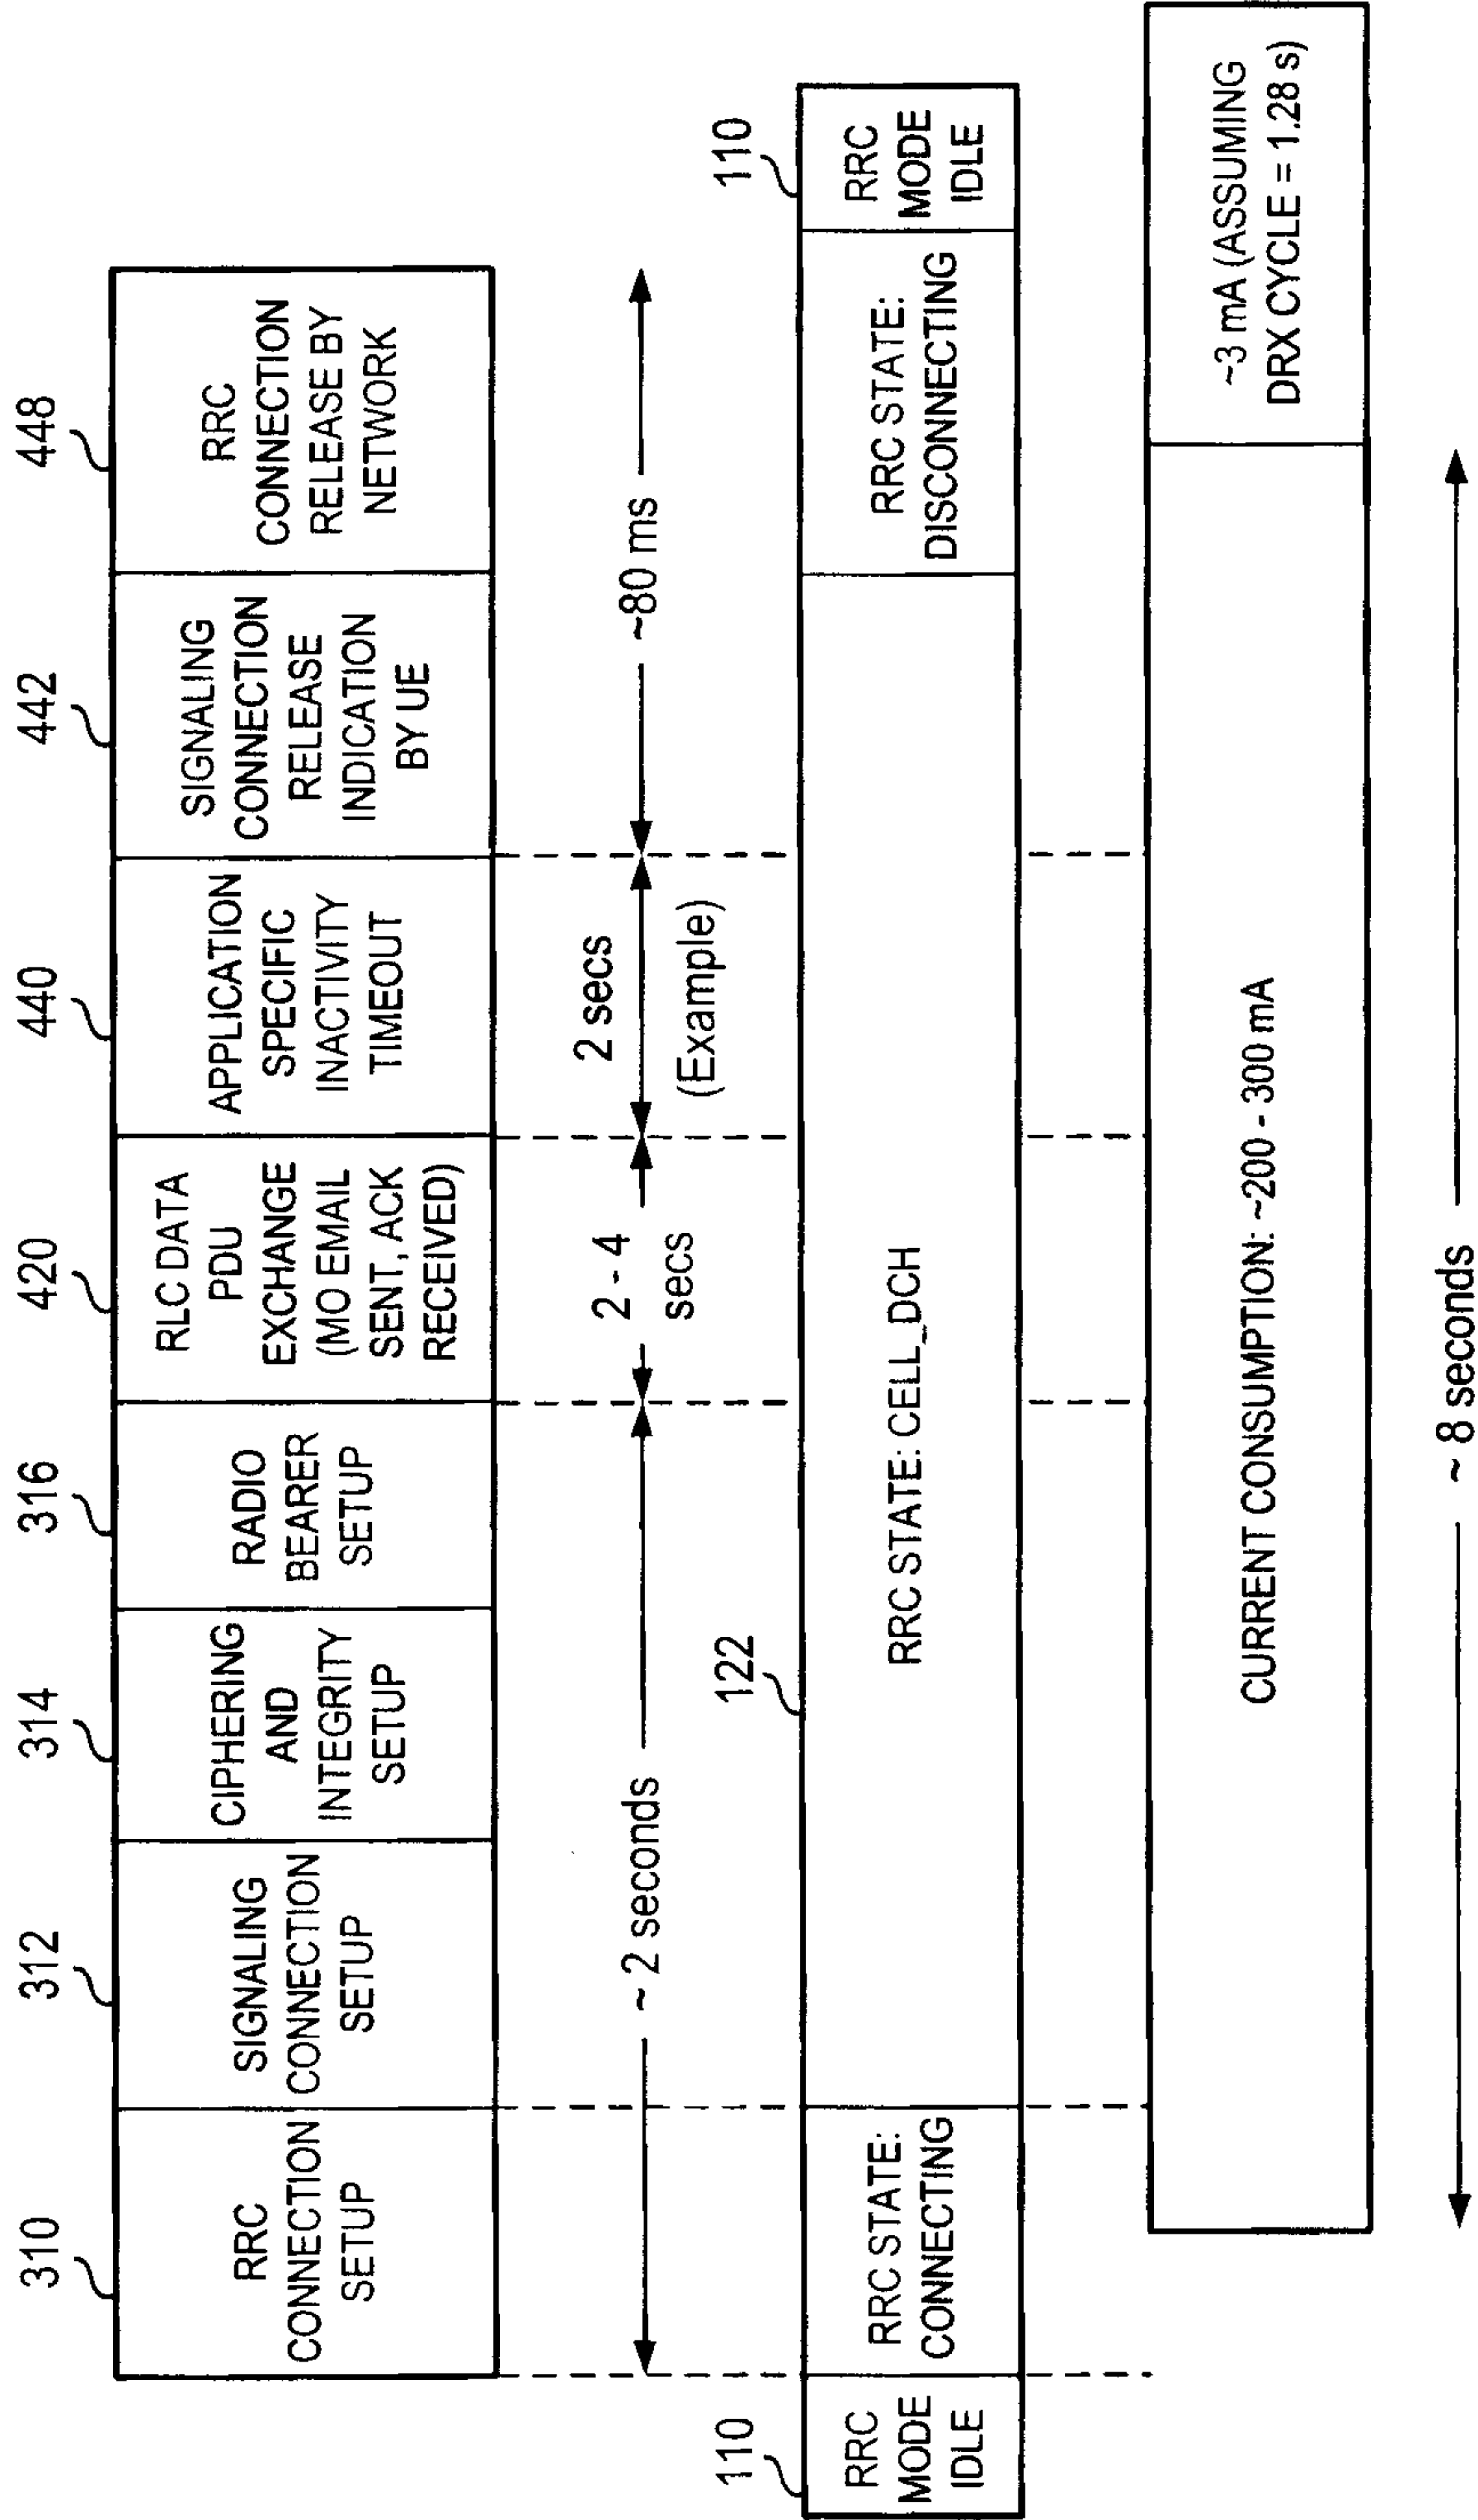 310
312
314
316
420
440
442
448
RRC
CONNECTION
SETUP
SIGNALING
CONNECTION
SETUP
CIPHERING
AND
INTEGRITY
SETUP
RADIO
BEARER
SETUP
RLC DATA
PDU
EXCHANGE
(MO EMAIL
SENT, ACK
RECEIVED)
APPLICATION
SPECIFIC
INACTIVITY
TIMEOUT
SIGNALING
CONNECTION
RELEASE
INDICATION
BY UE
RRC
CONNECTION
RELEASE BY
NETWORK
~ 2 seconds
2 - 4
secs
2 secs
(Example)
~80 ms
110
122
110
RRC
MODE
IDLE
RRC STATE:
CONNECTING
RRC STATE: CELL_DCH
RRC STATE:
DISCONNECTING
RRC
MODE
IDLE
CURRENT CONSUMPTION: ~200 - 300 mA
~3 mA (ASSUMING
DRX CYCLE = 1.28 s)
~ 8 seconds